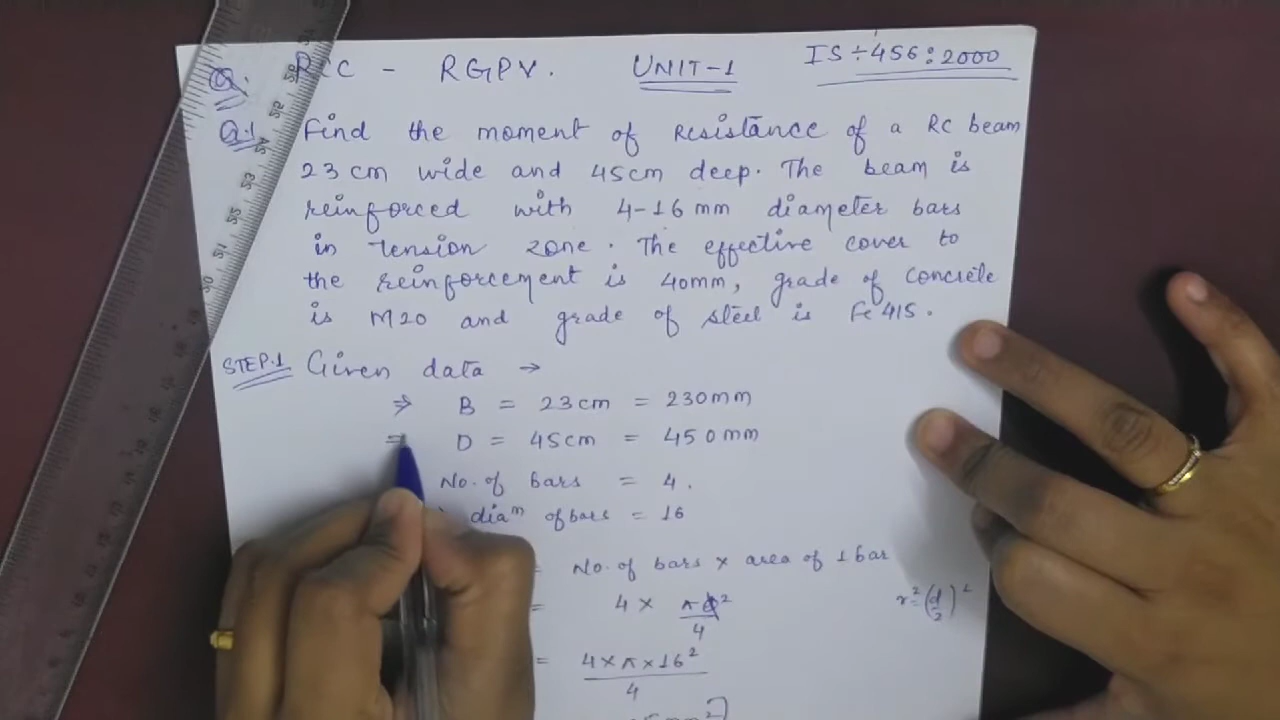 Q. RCC - RGPV. UNIT-1 IS÷456:2000
Q.1 Find the moment of resistance of a RC beam
23 cm wide and 45cm deep. The beam is
reinforced with 4-16 mm diameter bars
in tension zone. The effective cover to
the reinforcement is 40mm, grade of concrete
is M20 and grade of steel is Fe 415.
STEP.1 Given data →
⇒ B = 23cm = 230mm
= D = 45cm = 450mm
No. of bars = 4.
diaᵐ of bars = 16
= No. of bars × area of 1 bar
= 4 × πd²/4
r²=(d/2)²
= 4×π×16²/4
mm²]